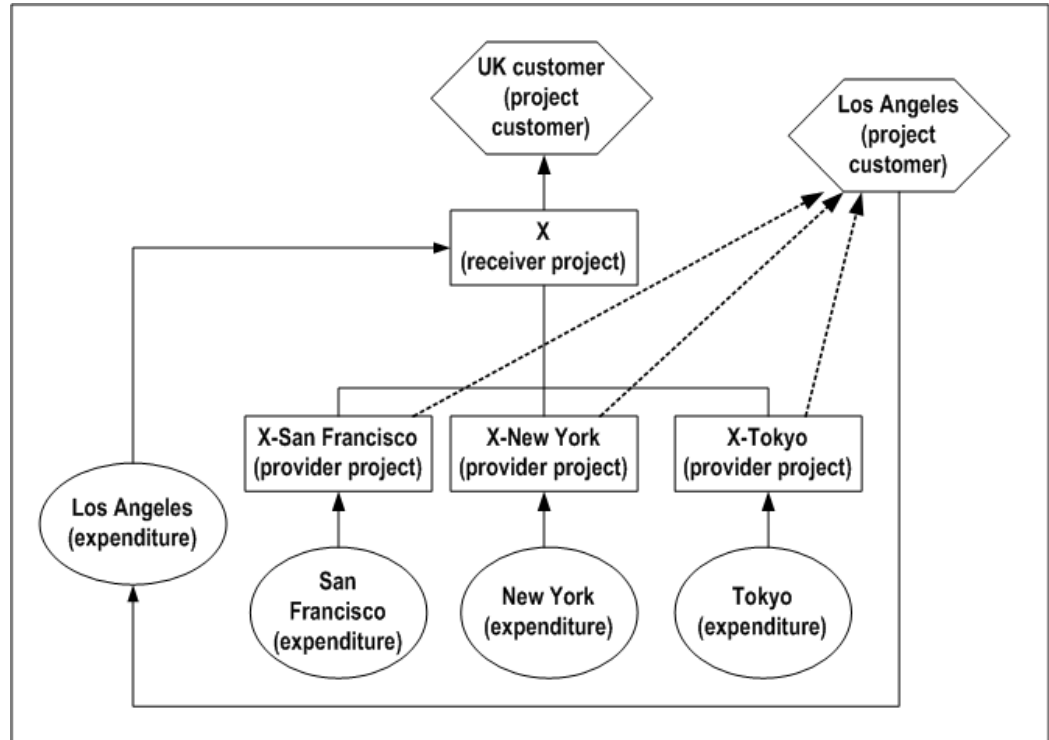 UK customer
(project
customer)
Los Angeles
(project
customer)
X
(receiver project)
X-San Francisco
(provider project)
X-New York
(provider project)
X-Tokyo
(provider project)
Los Angeles
(expenditure)
San
Francisco
(expenditure)
New York
(expenditure)
Tokyo
(expenditure)